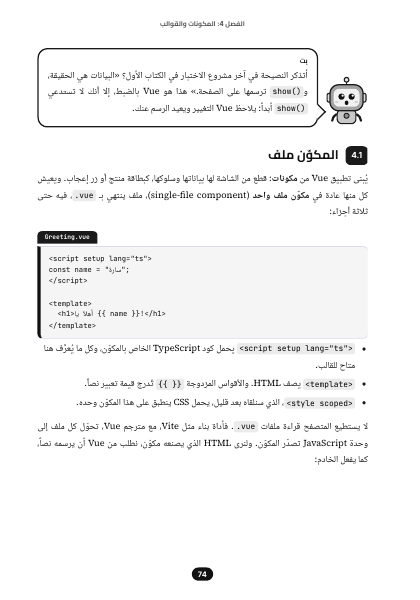 الفصل 4: المكونات والقوالب
بِت
أتذكر النصيحة في آخر مشروع الاختبار في الكتاب الأول؟ «البيانات هي الحقيقة،
و show() ترسمها على الصفحة.» هذا هو Vue بالضبط، إلا أنك لا تستدعي
show() أبداً: يلاحظ Vue التغيير ويعيد الرسم عنك.
4.1 المكوّن ملف
يُبنى تطبيق Vue من مكونات: قطع من الشاشة لها بياناتها وسلوكها، كبطاقة منتج أو زر إعجاب. ويعيش
كل منها عادة في مكوّن ملف واحد (single-file component)، ملف ينتهي بـ .vue، فيه حتى
ثلاثة أجزاء:
Greeting.vue
<script setup lang="ts">
const name = "سارة";
</script>
<template>
<h1>أهلا يا {{ name }}!</h1>
</template>
• <script setup lang="ts"> يحمل كود TypeScript الخاص بالمكوّن، وكل ما يُعرَّف هنا
متاح للقالب.
• <template> يصف HTML. والأقواس المزدوجة {{ }} تُدرج قيمة تعبير نصاً.
• <style scoped>، الذي سنلقاه بعد قليل، يحمل CSS ينطبق على هذا المكوّن وحده.
لا يستطيع المتصفح قراءة ملفات .vue. فأداة بناء مثل Vite، مع مترجم Vue، تحوّل كل ملف إلى
وحدة JavaScript تصدّر المكوّن. ولنرى HTML الذي يصنعه مكوّن، نطلب من Vue أن يرسمه نصاً،
كما يفعل الخادم:
74